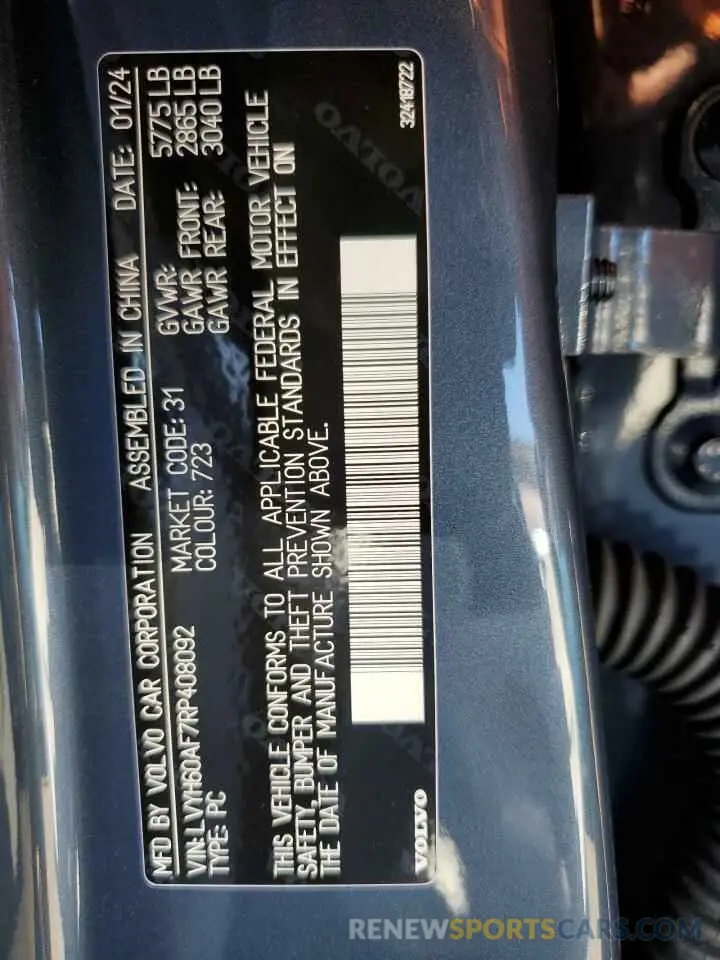 MFD BY VOLVO CAR CORPORATION ASSEMBLED IN CHINA DATE: 01/24
VIN: LVYH60AF7RP408092 MARKET CODE: 31 GVWR: 5775 LB
TYPE: PC COLOUR: 723 GAWR FRONT: 2865 LB
GAWR REAR: 3040 LB
THIS VEHICLE CONFORMS TO ALL APPLICABLE FEDERAL MOTOR VEHICLE
SAFETY, BUMPER AND THEFT PREVENTION STANDARDS IN EFFECT ON
THE DATE OF MANUFACTURE SHOWN ABOVE.
VOLVO 32418722
RENEWSPORTSCARS.COM